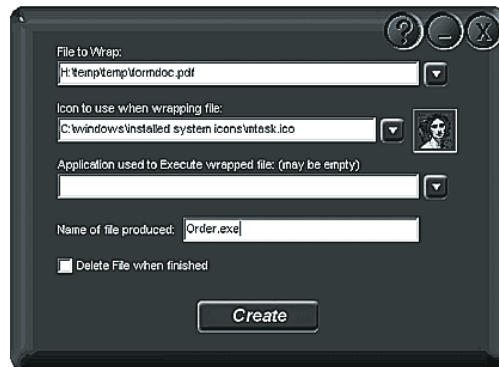 ? _ X
File to Wrap:
H:\temp\temp\formdoc.pdf
Icon to use when wrapping file:
C:\windows\installed system icons\mtask.ico
Application used to Execute wrapped file: (may be empty)
Name of file produced: Order.exe
Delete File when finished
Create